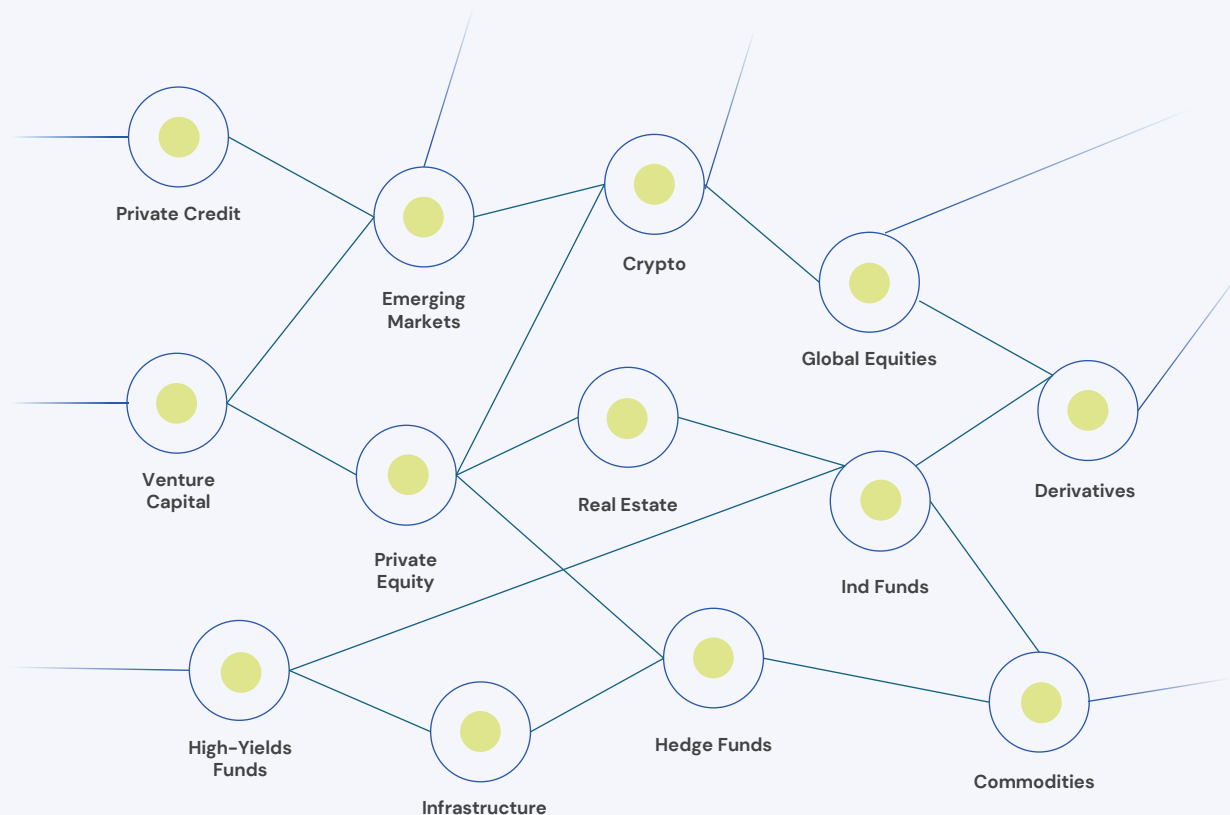 Private Credit
Crypto
Emerging
Markets
Global Equities
Venture
Capital
Real Estate
Derivatives
Private
Equity
Ind Funds
High-Yields
Funds
Hedge Funds
Commodities
Infrastructure